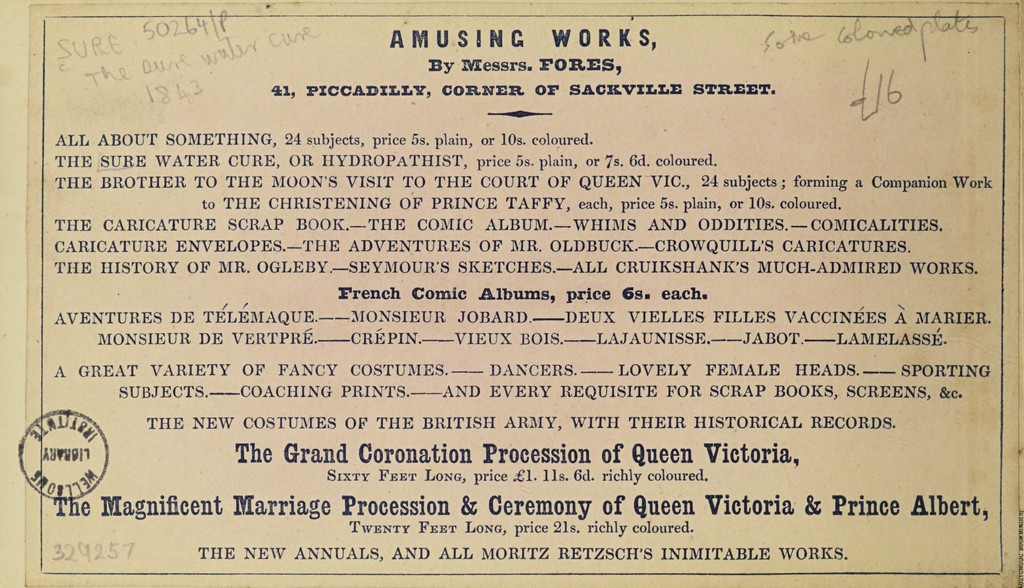 SURE 50264/P
The sure water cure
1843
Some coloured plates
£16
AMUSING WORKS,
By Messrs. FORES,
41, PICCADILLY, CORNER OF SACKVILLE STREET.
ALL ABOUT SOMETHING, 24 subjects, price 5s. plain, or 10s. coloured.
THE SURE WATER CURE, OR HYDROPATHIST, price 5s. plain, or 7s. 6d. coloured.
THE BROTHER TO THE MOON'S VISIT TO THE COURT OF QUEEN VIC., 24 subjects; forming a Companion Work
to THE CHRISTENING OF PRINCE TAFFY, each, price 5s. plain, or 10s. coloured.
THE CARICATURE SCRAP BOOK.—THE COMIC ALBUM.—WHIMS AND ODDITIES.—COMICALITIES.
CARICATURE ENVELOPES.—THE ADVENTURES OF MR. OLDBUCK.—CROWQUILL'S CARICATURES.
THE HISTORY OF MR. OGLEBY.—SEYMOUR'S SKETCHES.—ALL CRUIKSHANK'S MUCH-ADMIRED WORKS.
French Comic Albums, price 6s. each.
AVENTURES DE TÉLÉMAQUE.——MONSIEUR JOBARD.——DEUX VIELLES FILLES VACCINÉES À MARIER.
MONSIEUR DE VERTPRÉ.——CRÉPIN.——VIEUX BOIS.——LAJAUNISSE.——JABOT.——LAMELASSÉ.
A GREAT VARIETY OF FANCY COSTUMES.—— DANCERS.—— LOVELY FEMALE HEADS.—— SPORTING
SUBJECTS.——COACHING PRINTS.——AND EVERY REQUISITE FOR SCRAP BOOKS, SCREENS, &c.
THE NEW COSTUMES OF THE BRITISH ARMY, WITH THEIR HISTORICAL RECORDS.
The Grand Coronation Procession of Queen Victoria,
SIXTY FEET LONG, price £1. 11s. 6d. richly coloured.
The Magnificent Marriage Procession & Ceremony of Queen Victoria & Prince Albert,
TWENTY FEET LONG, price 21s. richly coloured.
THE NEW ANNUALS, AND ALL MORITZ RETZSCH'S INIMITABLE WORKS.
WELLCOME
INSTITUTE
LIBRARY
329257